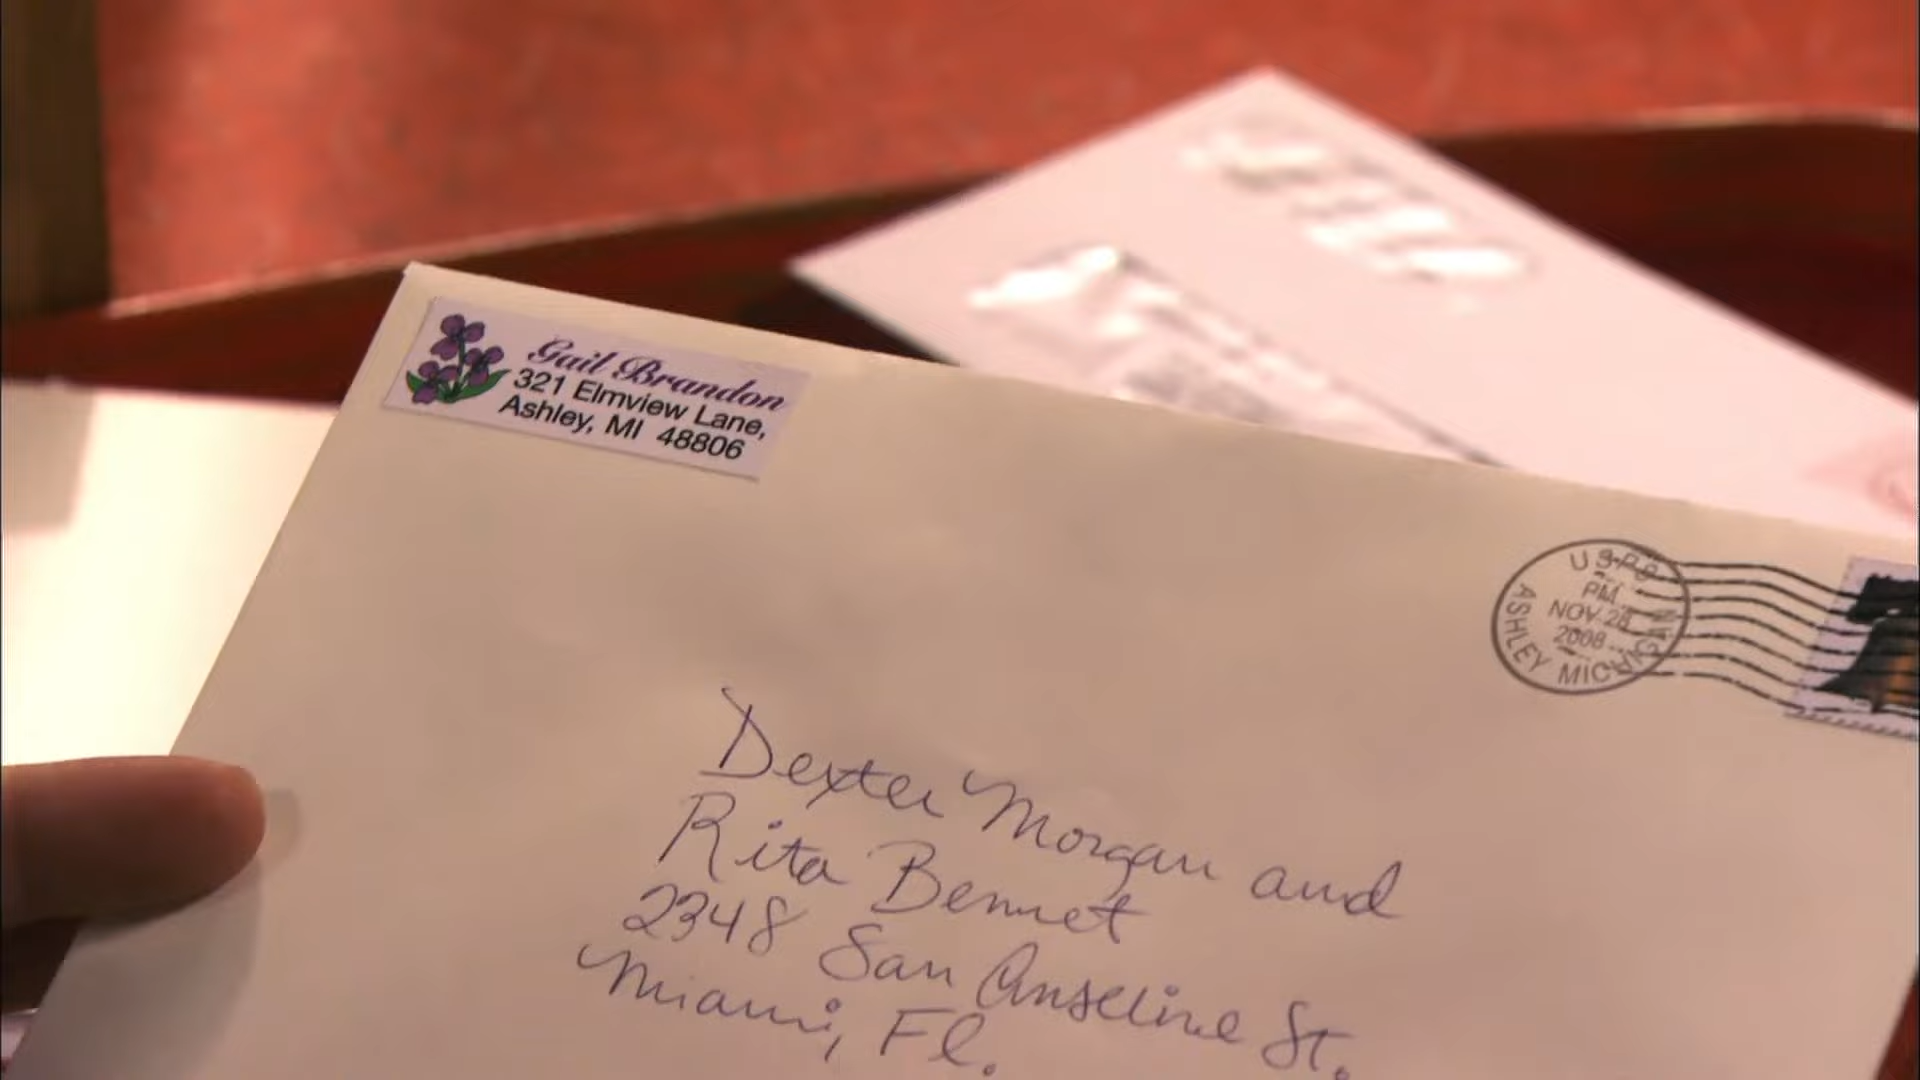 Gail Brandon
321 Elmview Lane,
Ashley, MI 48806
USPS
PM
NOV 28
2008
ASHLEY MICHIGAN
Dexter Morgan and
Rita Bennet
2348 San Anseline St.
Miami, Fl.